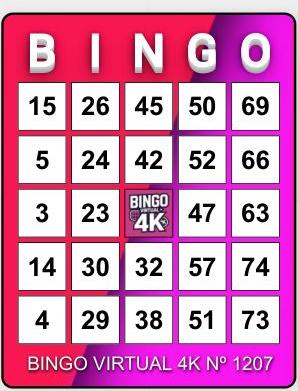 B I N G O
15 26 45 50 69
5 24 42 52 66
3 23 BINGO VIRTUAL 4K 47 63
14 30 32 57 74
4 29 38 51 73
BINGO VIRTUAL 4K Nº 1207